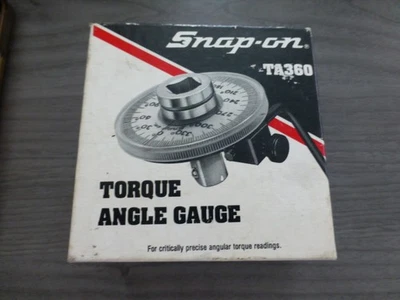 Snap-on®
TA360
TORQUE
ANGLE GAUGE
For critically precise angular torque readings.